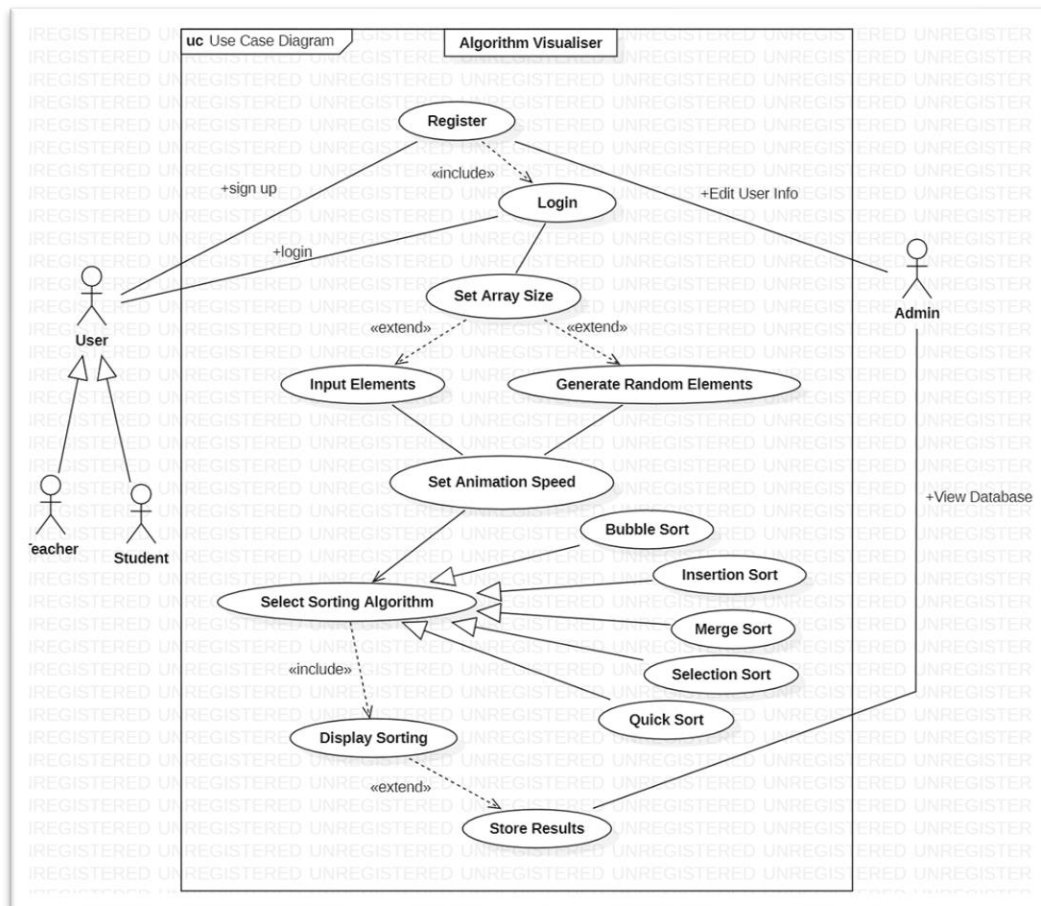 uc Use Case Diagram
Algorithm Visualiser
Register
«include»
+sign up
+Edit User Info
Login
+login
Set Array Size
User
Admin
«extend»
«extend»
Input Elements
Generate Random Elements
Set Animation Speed
+View Database
Bubble Sort
eacher
Student
Insertion Sort
Select Sorting Algorithm
Merge Sort
«include»
Selection Sort
Quick Sort
Display Sorting
«extend»
Store Results